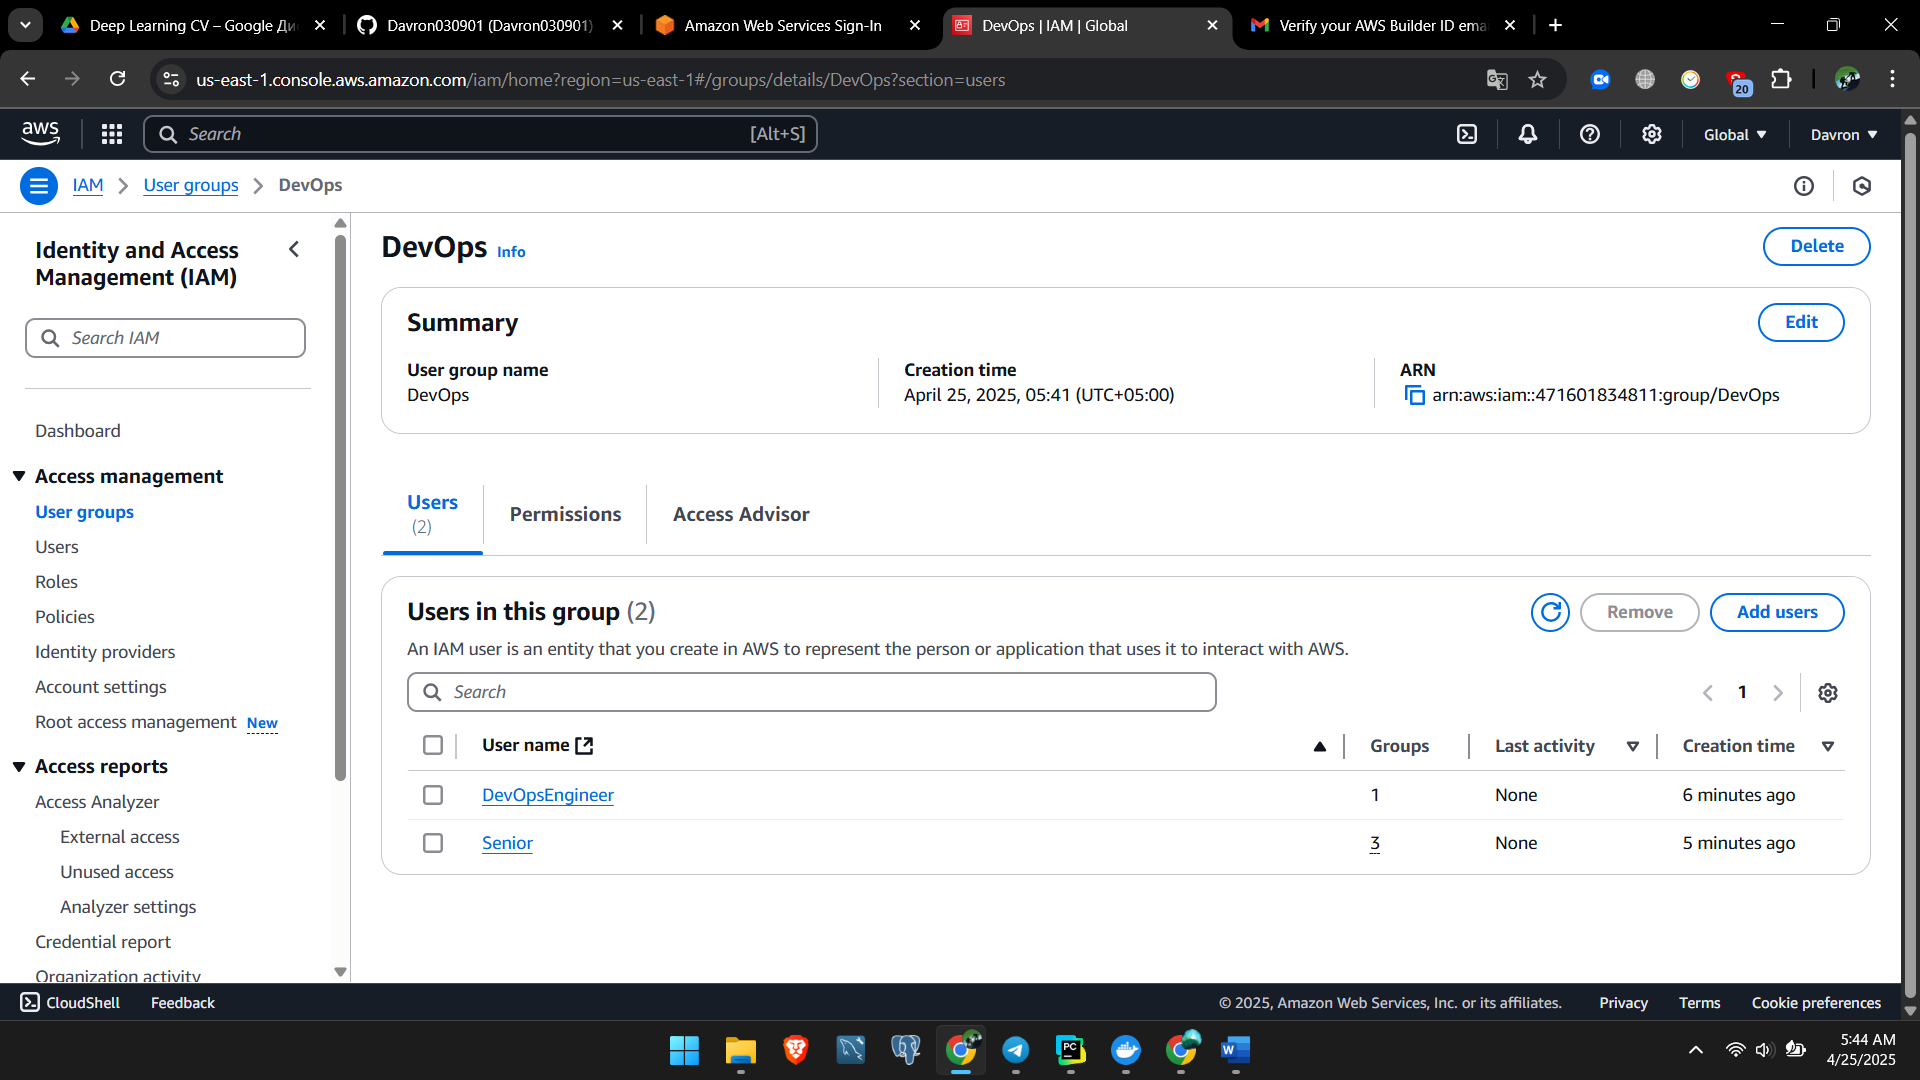 Deep Learning CV – Google Ди
Davron030901 (Davron030901)
Amazon Web Services Sign-In
DevOps | IAM | Global
Verify your AWS Builder ID ema
us-east-1.console.aws.amazon.com/iam/home?region=us-east-1#/groups/details/DevOps?section=users
20
aws
Search
[Alt+S]
Global
Davron
IAM
User groups
DevOps
Identity and Access
Management (IAM)
Search IAM
Dashboard
Access management
User groups
Users
Roles
Policies
Identity providers
Account settings
Root access management New
Access reports
Access Analyzer
External access
Unused access
Analyzer settings
Credential report
Organization activity
DevOps Info
Delete
Summary
Edit
User group name
DevOps
Creation time
April 25, 2025, 05:41 (UTC+05:00)
ARN
arn:aws:iam::471601834811:group/DevOps
Users
(2)
Permissions
Access Advisor
Users in this group (2)
Remove
Add users
An IAM user is an entity that you create in AWS to represent the person or application that uses it to interact with AWS.
Search
1
User name
Groups
Last activity
Creation time
DevOpsEngineer
1
None
6 minutes ago
Senior
3
None
5 minutes ago
CloudShell
Feedback
© 2025, Amazon Web Services, Inc. or its affiliates.
Privacy
Terms
Cookie preferences
PC
W
5:44 AM
4/25/2025